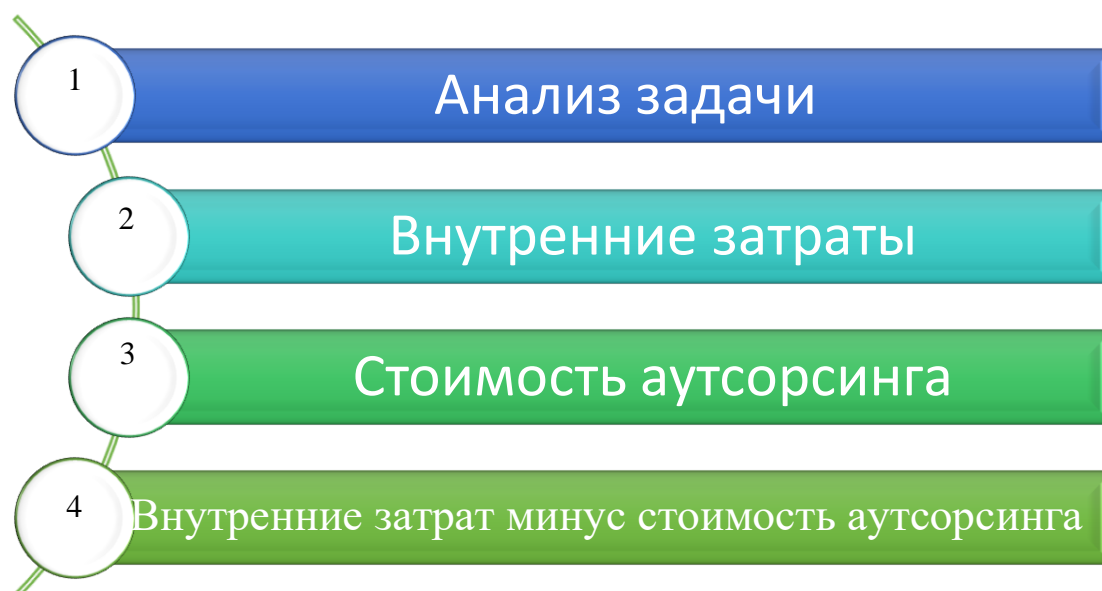 1
Анализ задачи
2
Внутренние затраты
3
Стоимость аутсорсинга
4
Внутренние затрат минус стоимость аутсорсинга